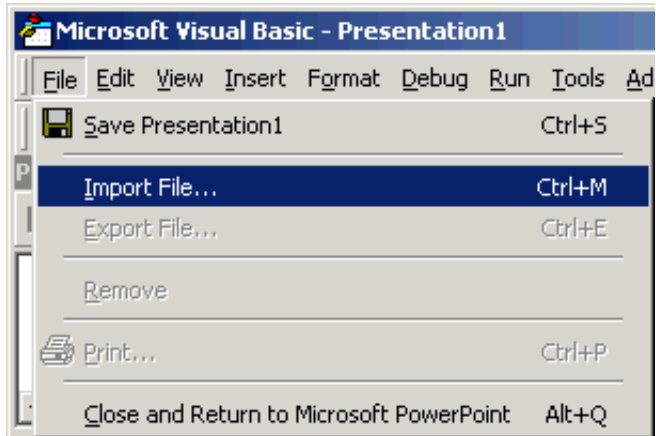 Microsoft Visual Basic - Presentation1
File Edit View Insert Format Debug Run Tools Ad
Save Presentation1 Ctrl+S
P
Import File... Ctrl+M
Export File... Ctrl+E
Remove
Print... Ctrl+P
Close and Return to Microsoft PowerPoint Alt+Q